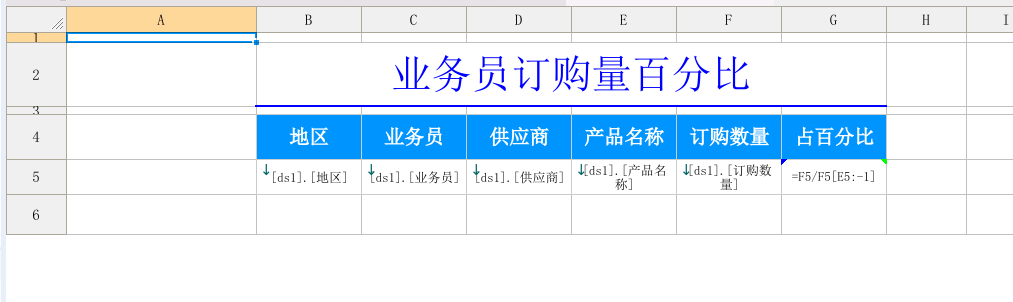 A B C D E F G H I
1
2 业务员订购量百分比
3
4 地区 业务员 供应商 产品名称 订购数量 占百分比
5 [ds1].[地区] [ds1].[业务员] [ds1].[供应商] [ds1].[产品名 [ds1].[订购数 =F5/F5[E5:-1]
称] 量]
6